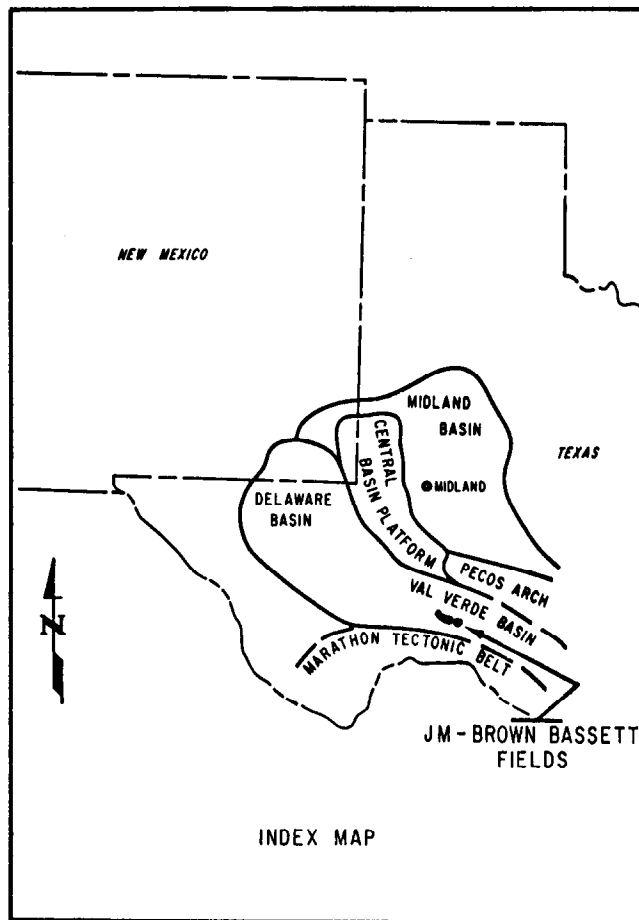 NEW MEXICO
MIDLAND
BASIN
CENTRAL
BASIN PLATFORM
TEXAS
MIDLAND
DELAWARE
BASIN
PECOS ARCH
VAL VERDE BASIN
N
MARATHON TECTONIC BELT
JM-BROWN BASSETT
FIELDS
INDEX MAP